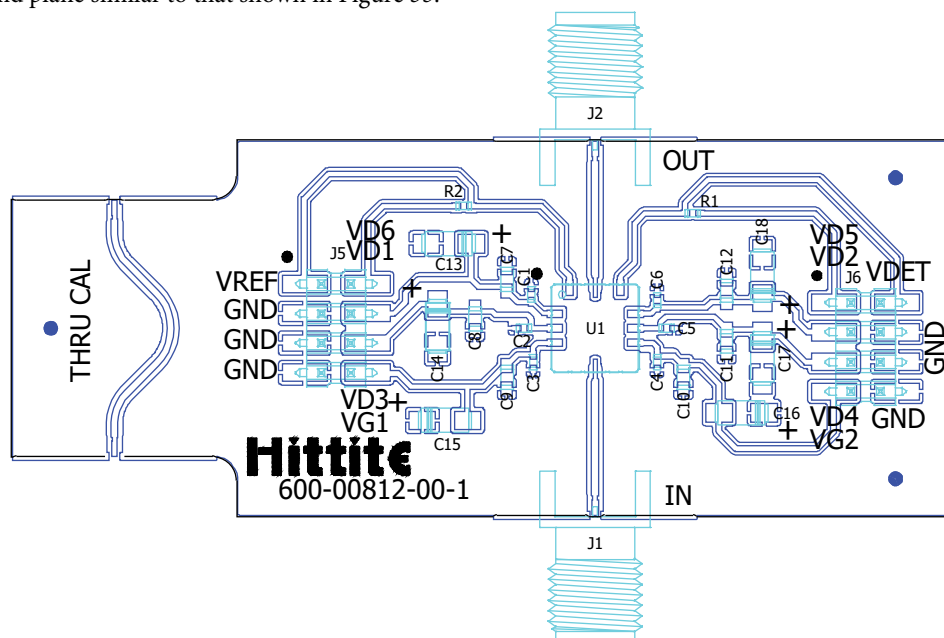 nd plane similar to that shown in Figure
J2
OUT
R2
R1
VD6
VD1
J5
C13
C7
C1
C6
C12
C18
VD5
VD2
J6
VDET
VREF
GND
GND
GND
THRU CAL
C14
C8
C2
C3
C9
U1
C5
C4
C10
C11
C17
GND
VD3
VG1
C15
C16
VD4
VG2
GND
Hittite
600-00812-00-1
IN
J1